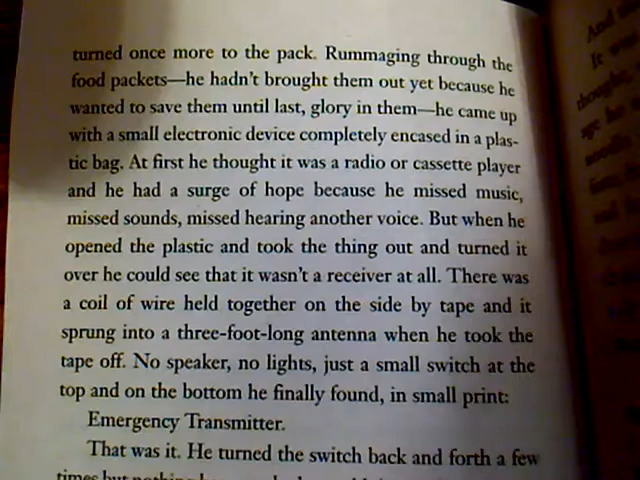 turned once more to the pack. Rummaging through the
food packets—he hadn't brought them out yet because he
wanted to save them until last, glory in them—he came up
with a small electronic device completely encased in a plas-
tic bag. At first he thought it was a radio or cassette player
and he had a surge of hope because he missed music,
missed sounds, missed hearing another voice. But when he
opened the plastic and took the thing out and turned it
over he could see that it wasn't a receiver at all. There was
a coil of wire held together on the side by tape and it
sprung into a three-foot-long antenna when he took the
tape off. No speaker, no lights, just a small switch at the
top and on the bottom he finally found, in small print:
Emergency Transmitter.
That was it. He turned the switch back and forth a few
times but nothing
And
It was